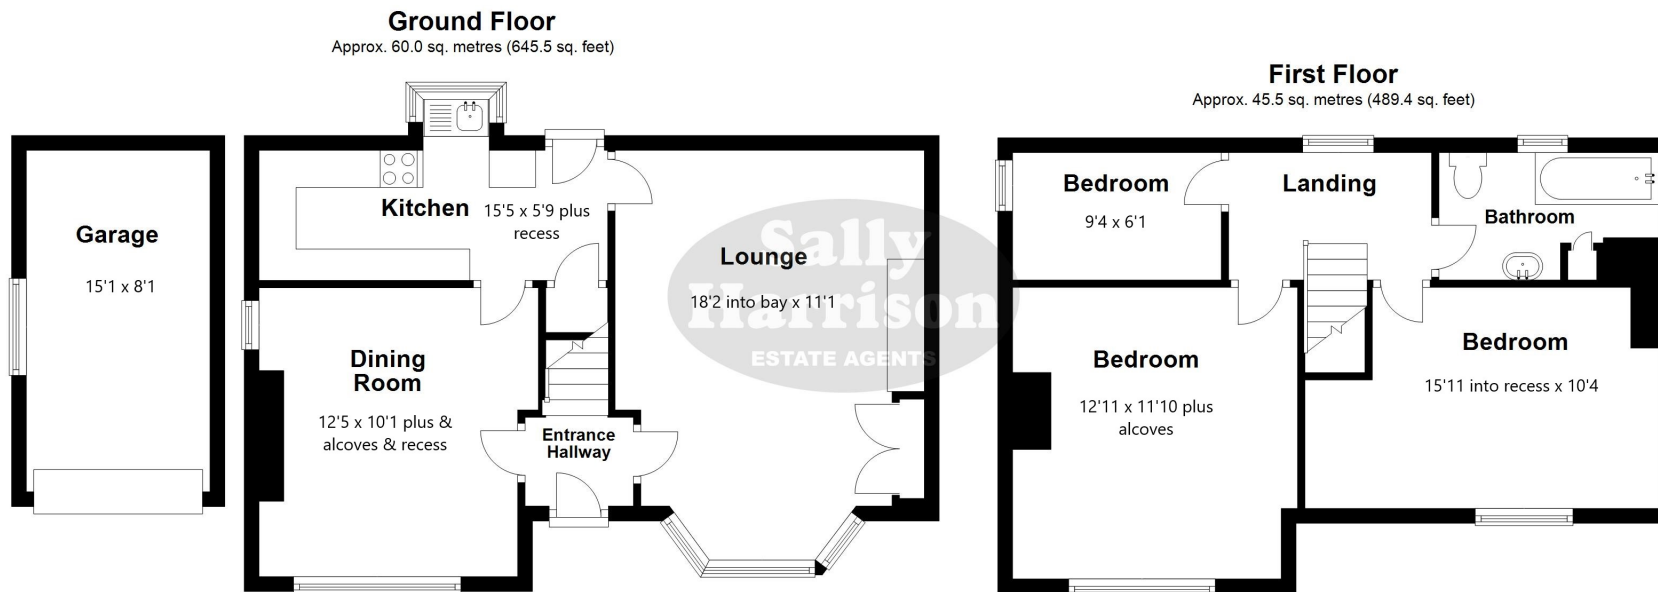 Ground Floor
Approx. 60.0 sq. metres (645.5 sq. feet)
Garage
15'1 x 8'1
Kitchen
15'5 x 5'9 plus
recess
Lounge
18'2 into bay x 11'1
Dining
Room
12'5 x 10'1 plus &
alcoves & recess
Entrance
Hallway
Sally
Harrison
ESTATE AGENTS
First Floor
Approx. 45.5 sq. metres (489.4 sq. feet)
Bedroom
9'4 x 6'1
Landing
Bathroom
Bedroom
12'11 x 11'10 plus
alcoves
Bedroom
15'11 into recess x 10'4